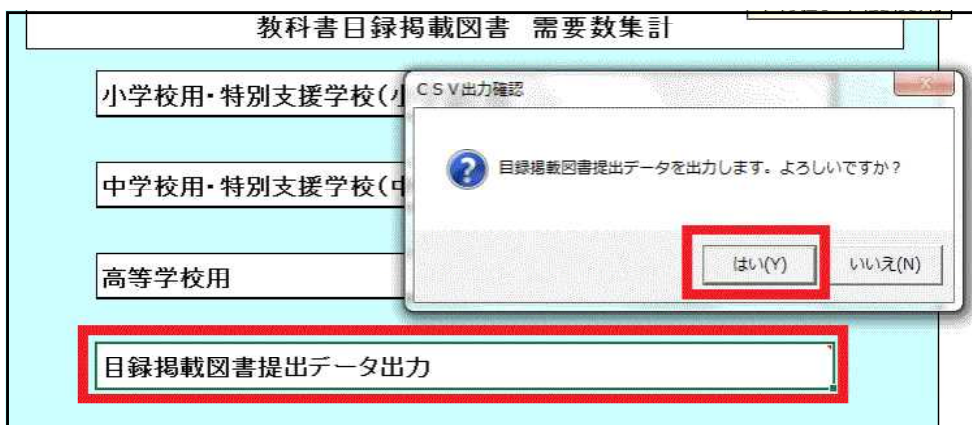 教科書目録掲載図書 需要数集計
小学校用・特別支援学校(小
CSV出力確認
目録掲載図書提出データを出力します。よろしいですか?
中学校用・特別支援学校(中
はい(Y)
いいえ(N)
高等学校用
目録掲載図書提出データ出力